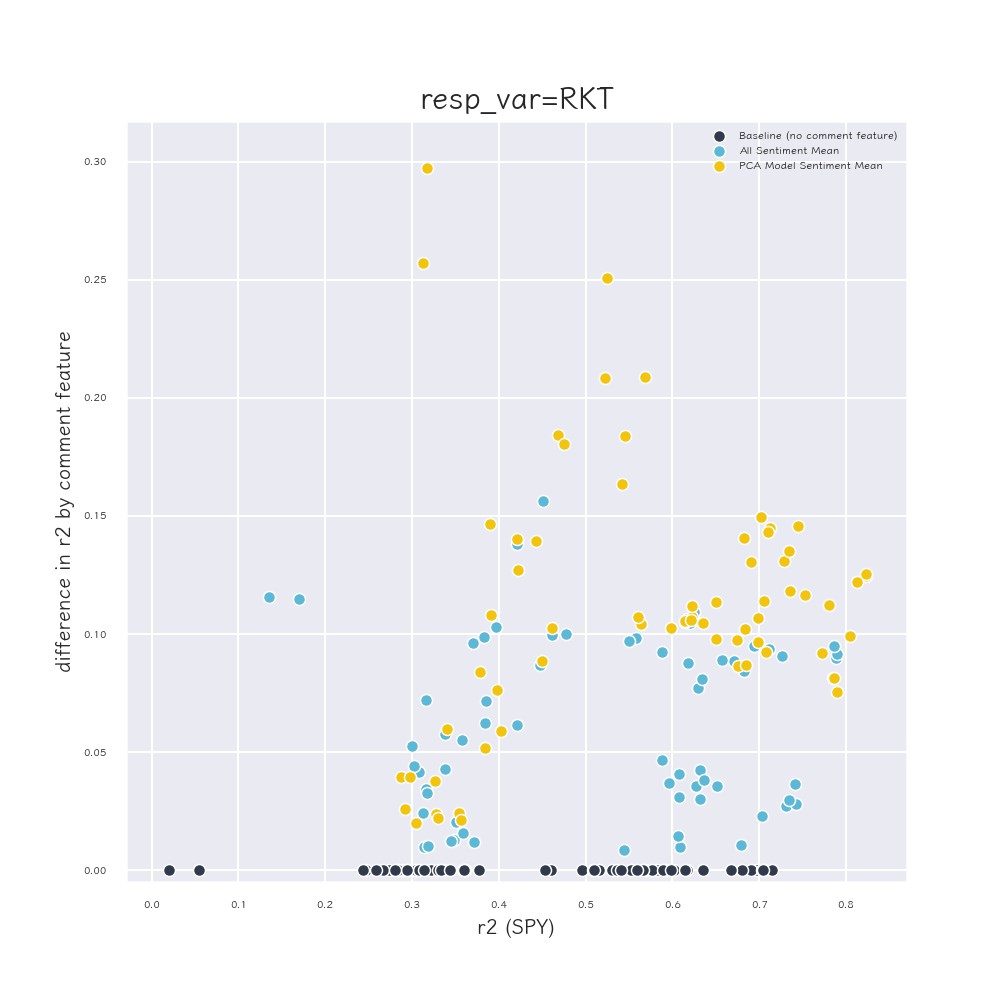 resp_var=RKT
Baseline (no comment feature)
All Sentiment Mean
PCA Model Sentiment Mean
0.30
0.25
0.20
0.15
0.10
0.05
0.00
difference in r2 by comment feature
0.0 0.1 0.2 0.3 0.4 0.5 0.6 0.7 0.8
r2 (SPY)